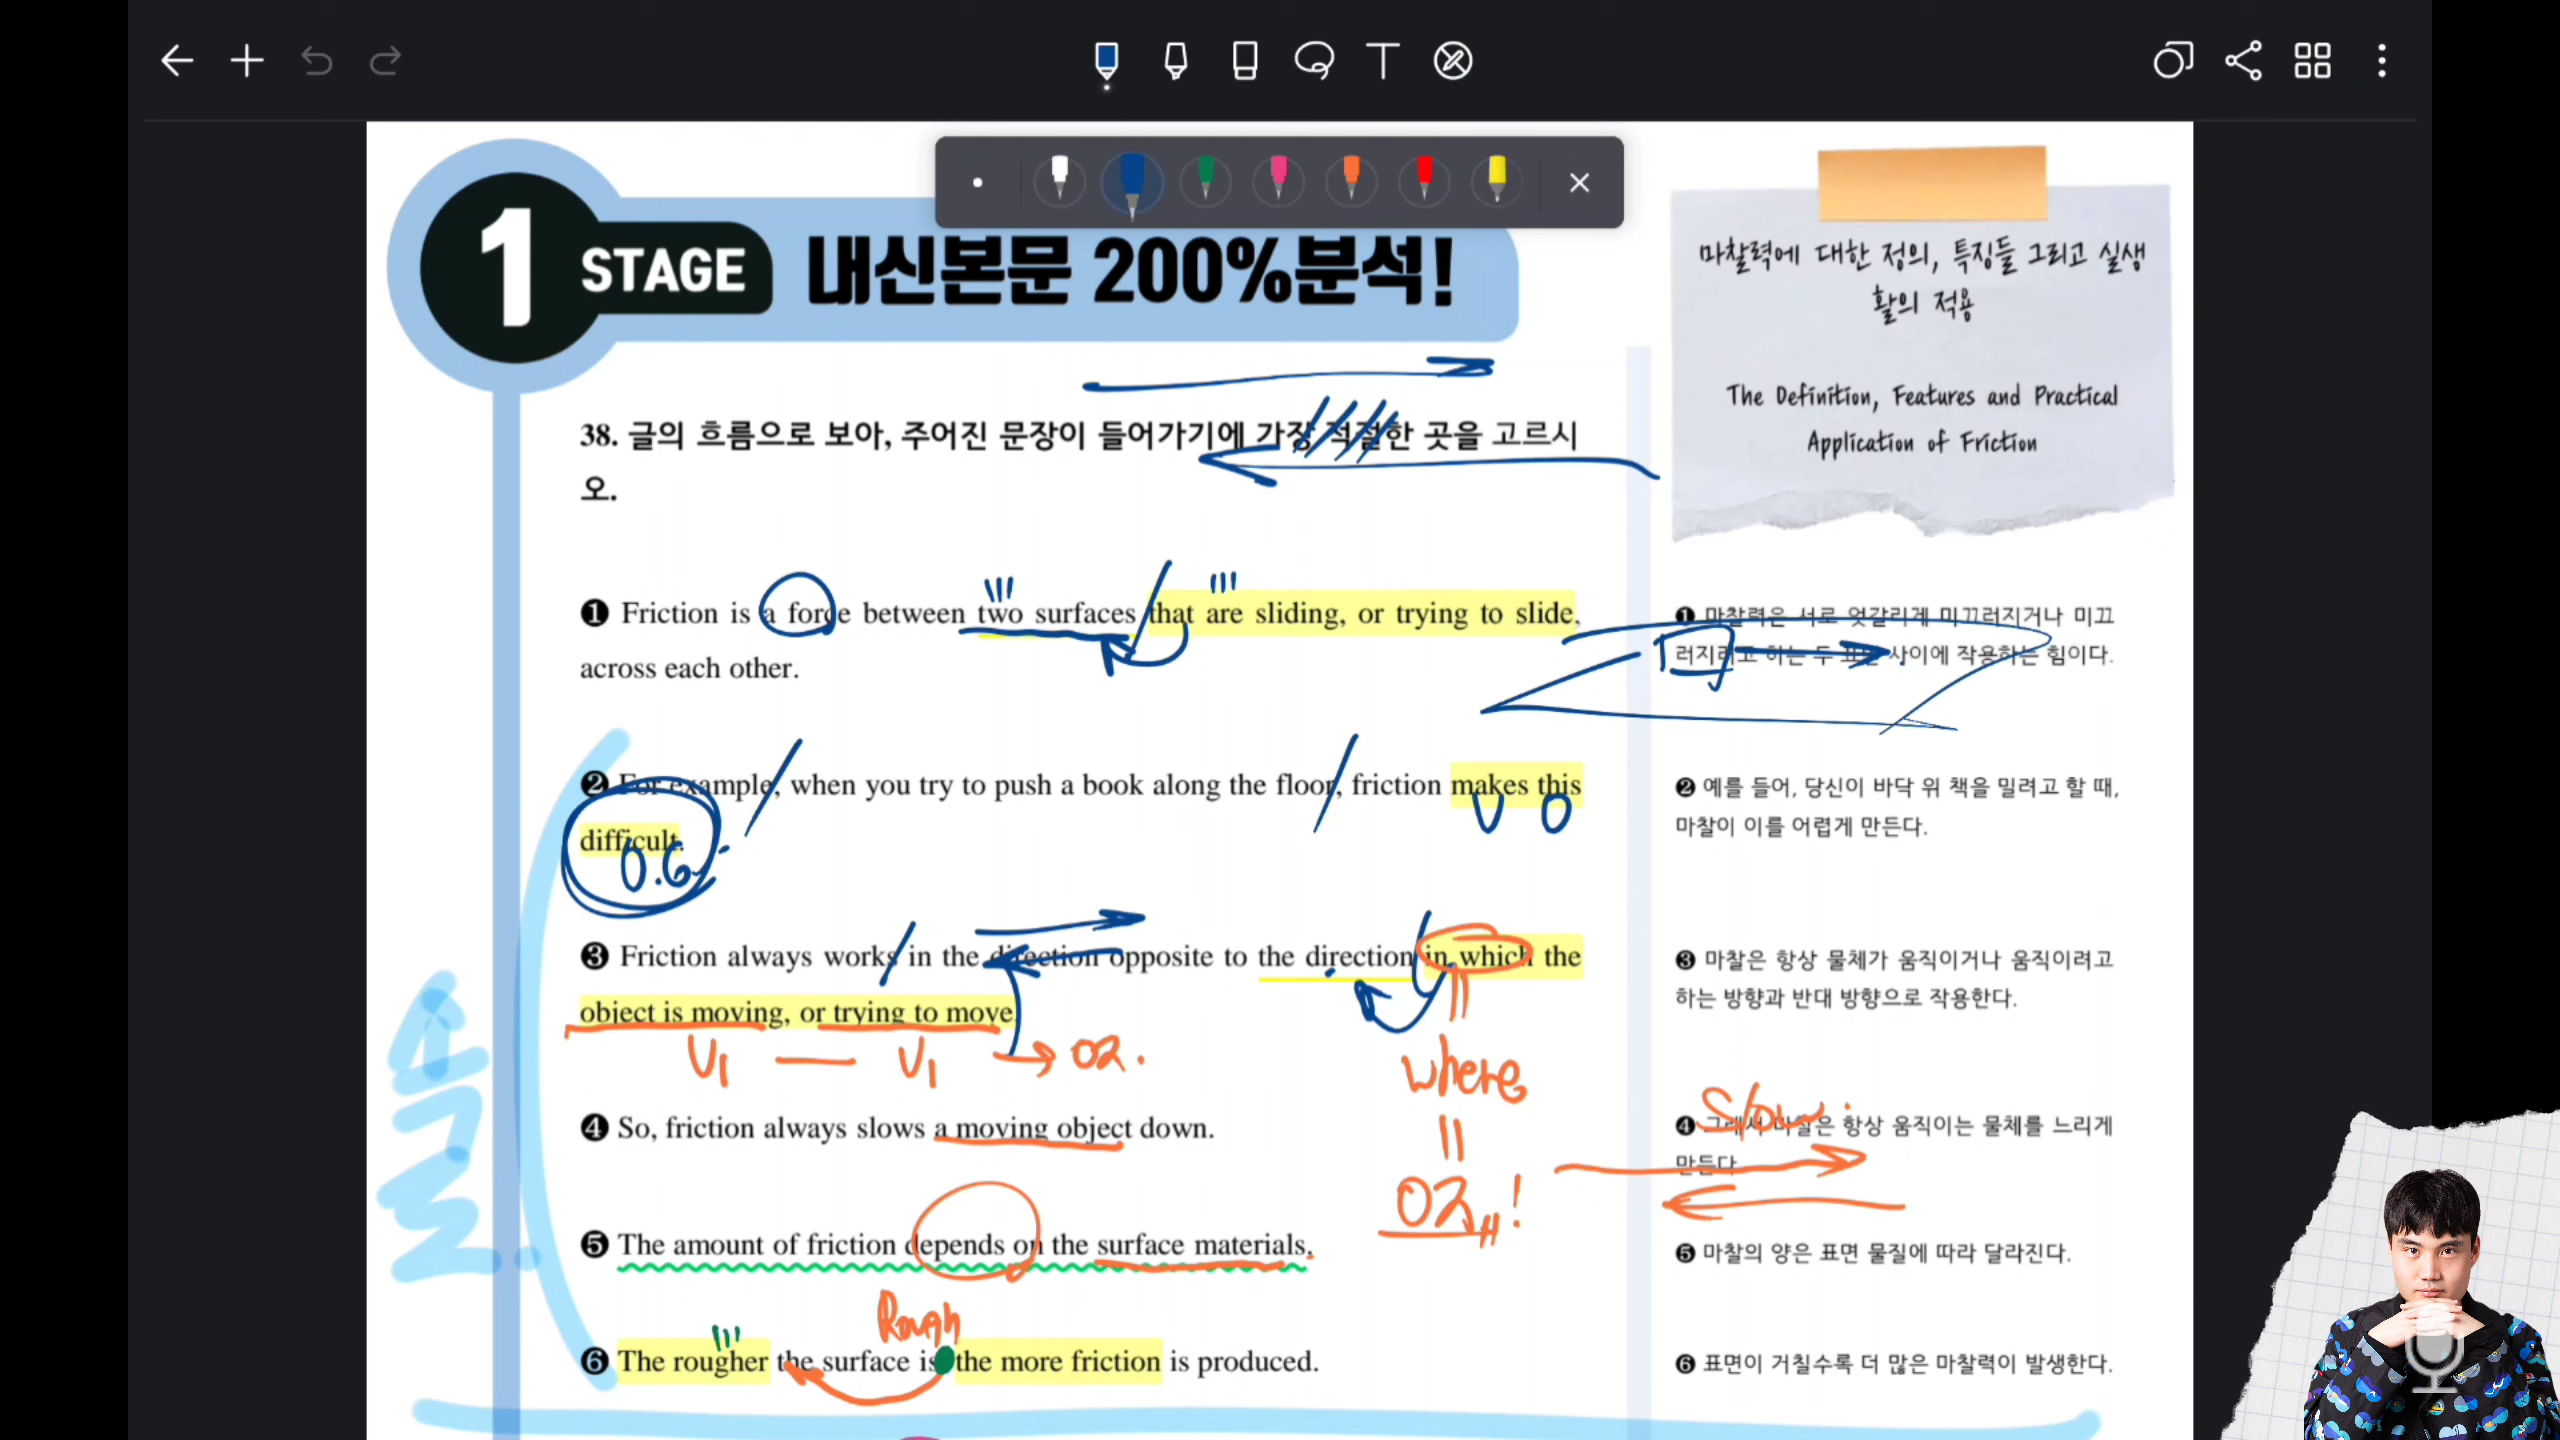 1 STAGE 내신본문 200%분석!
마찰력에 대한 정의, 특징들 그리고 실생
활의 적용
The Definition, Features and Practical
Application of Friction
38. 글의 흐름으로 보아, 주어진 문장이 들어가기에 가장 적절한 곳을 고르시
오.
❶ Friction is a force between two surfaces that are sliding, or trying to slide,
across each other.
❶ 마찰력은 서로 엇갈리게 미끄러지거나 미끄
러지려고 하는 두 표면 사이에 작용하는 힘이다.
❷ For example, when you try to push a book along the floor, friction makes this
V O
difficult.
O.C
❷ 예를 들어, 당신이 바닥 위 책을 밀려고 할 때,
마찰이 이를 어렵게 만든다.
❸ Friction always works in the direction opposite to the direction in which the
object is moving, or trying to move.
V1 — V1 → 02.
where
02!
❸ 마찰은 항상 물체가 움직이거나 움직이려고
하는 방향과 반대 방향으로 작용한다.
❹ So, friction always slows a moving object down.
Slow.
❹ 그래서 마찰은 항상 움직이는 물체를 느리게
만든다.
❺ The amount of friction depends on the surface materials.
❺ 마찰의 양은 표면 물질에 따라 달라진다.
Rough
❻ The rougher the surface is the more friction is produced.
❻ 표면이 거칠수록 더 많은 마찰력이 발생한다.